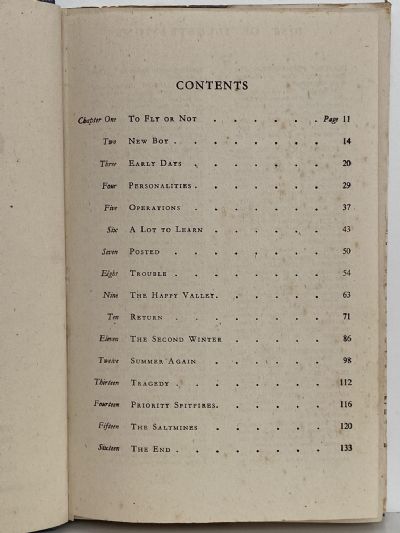 CONTENTS
Chapter One To Fly or Not . . . . . . Page 11
Two New Boy . . . . . . . 14
Three Early Days . . . . . . 20
Four Personalities . . . . . . 29
Five Operations . . . . . . 37
Six A Lot to Learn . . . . . 43
Seven Posted . . . . . . . 50
Eight Trouble . . . . . . 54
Nine The Happy Valley . . . . . 63
Ten Return . . . . . . . 71
Eleven The Second Winter . . . . . 86
Twelve Summer Again . . . . . . 98
Thirteen Tragedy . . . . . . . 112
Fourteen Priority Spitfires . . . . . 116
Fifteen The Saltmines . . . . . 120
Sixteen The End . . . . . . . 133